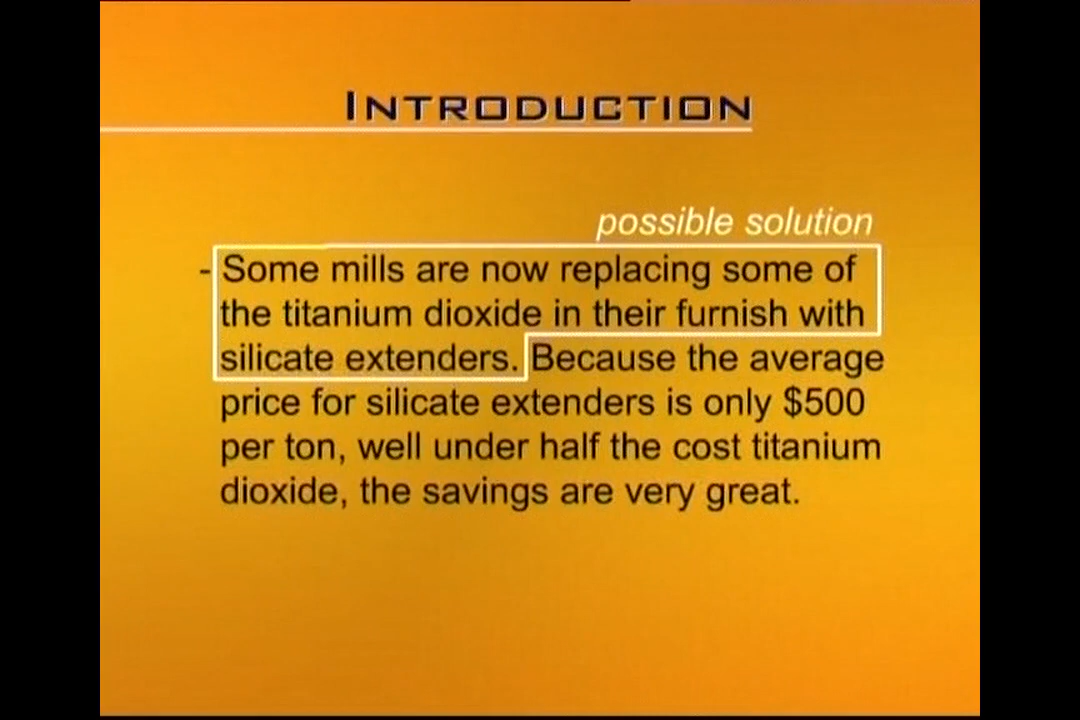 INTRODUCTION
possible solution
- Some mills are now replacing some of
the titanium dioxide in their furnish with
silicate extenders. Because the average
price for silicate extenders is only $500
per ton, well under half the cost titanium
dioxide, the savings are very great.